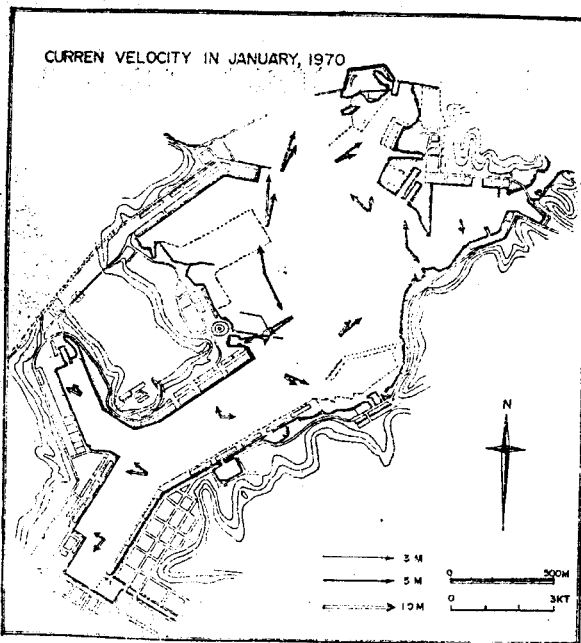 CURREN VELOCITY IN JANUARY, 1970
N
3 M
5 M
10 M
0 500M
0 3KT